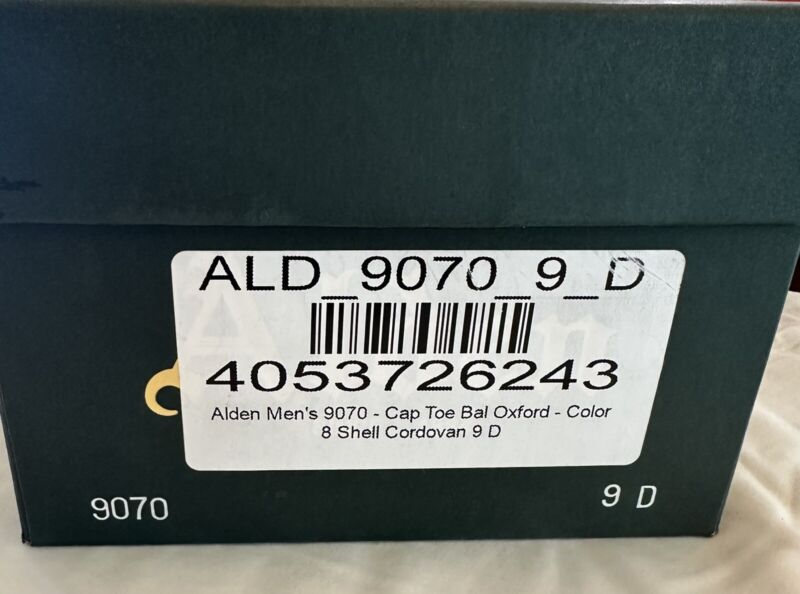 ALD_9070_9_D
4053726243
Alden Men's 9070 - Cap Toe Bal Oxford - Color
8 Shell Cordovan 9 D
9070
9 D